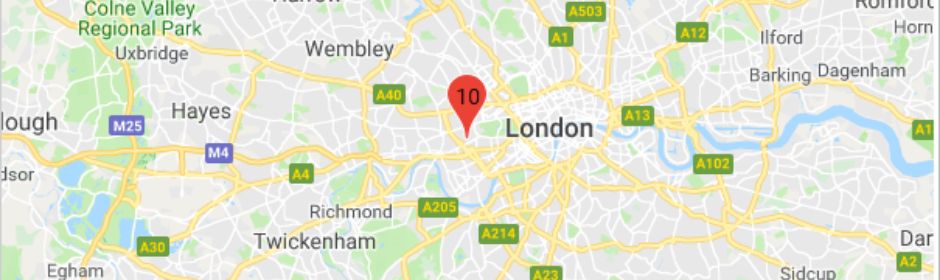 Colne Valley
Regional Park
Harrow
A503
Romford
Uxbridge
Wembley
A1
A12
Ilford
Horn
Barking
Dagenham
A40
10
Hayes
lough
M25
London
A13
A1
M4
A4
A102
dsor
Richmond
A205
Twickenham
A214
A30
Dar
A2
Egham
A23
Sidcup